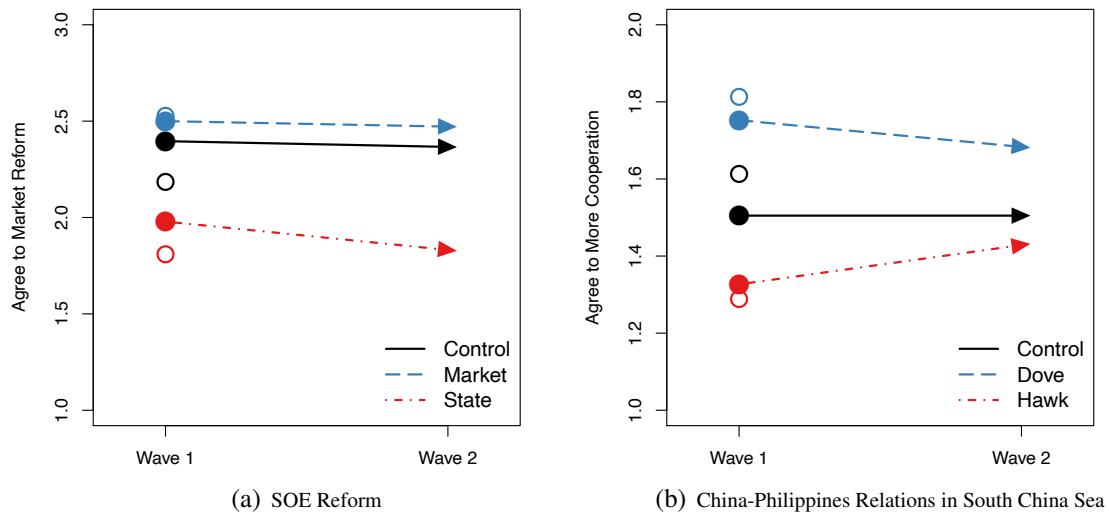 Agree to Market Reform
3.0
2.5
2.0
1.5
1.0
Wave 1
Wave 2
Control
Market
State
(a) SOE Reform
Agree to More Cooperation
2.0
1.8
1.6
1.4
1.2
1.0
Wave 1
Wave 2
Control
Dove
Hawk
(b) China-Philippines Relations in South China Sea